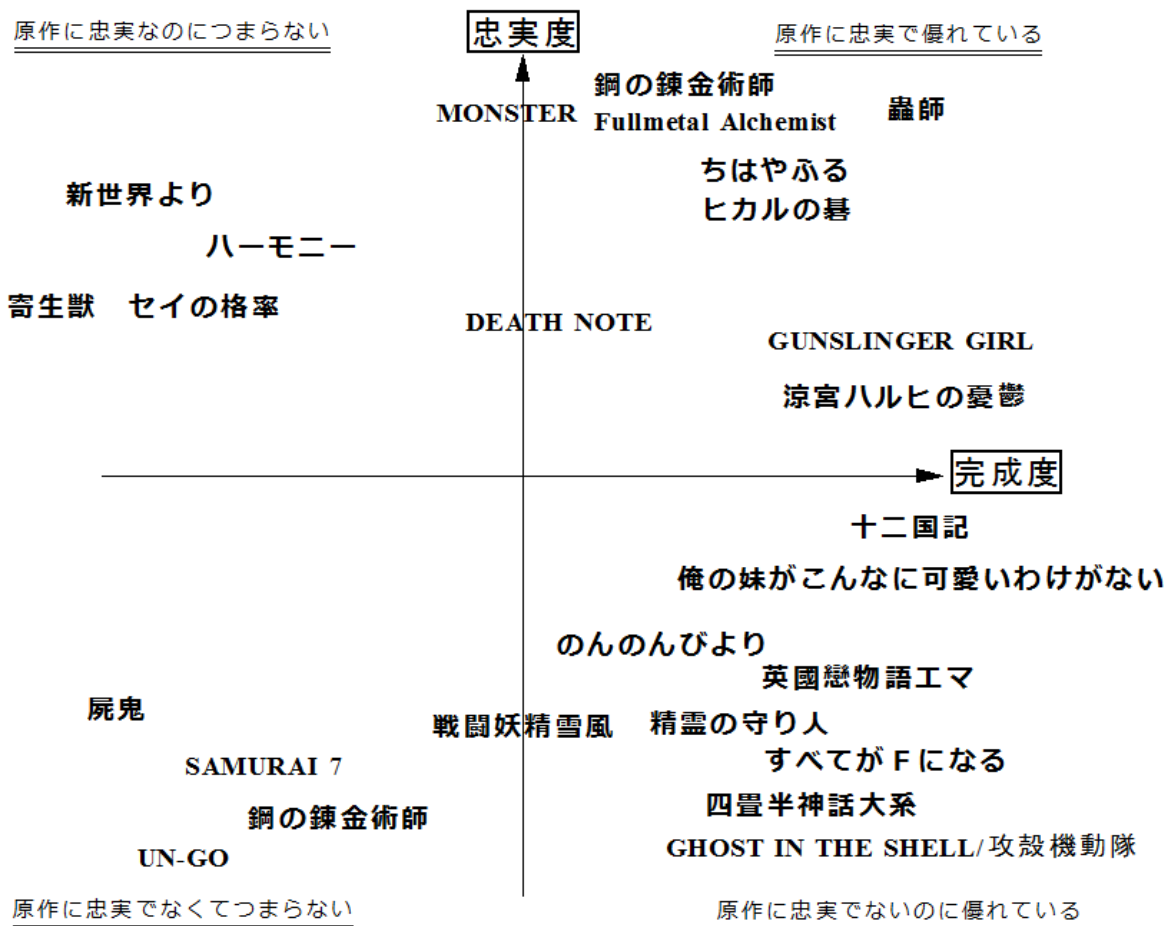 原作に忠実なのにつまらない
忠実度
原作に忠実で優れている
鋼の錬金術師
MONSTER
Fullmetal Alchemist
蟲師
ちはやふる
新世界より
ヒカルの碁
ハーモニー
寄生獣 セイの格率
DEATH NOTE
GUNSLINGER GIRL
涼宮ハルヒの憂鬱
完成度
十二国記
俺の妹がこんなに可愛いわけがない
のんのんびより
英國戀物語エマ
屍鬼
戦闘妖精雪風
精霊の守り人
SAMURAI 7
すべてがFになる
四畳半神話大系
鋼の錬金術師
GHOST IN THE SHELL/攻殻機動隊
UN-GO
原作に忠実でなくてつまらない
原作に忠実でないのに優れている